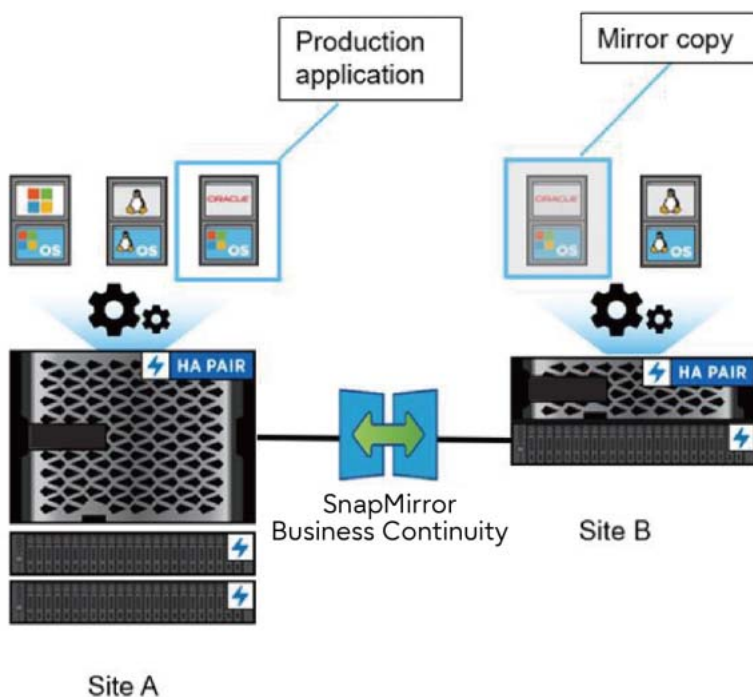 Production
application
Mirror copy
ORACLE
ORACLE
OS
OS
OS
OS
OS
HA PAIR
HA PAIR
SnapMirror
Business Continuity
Site B
Site A